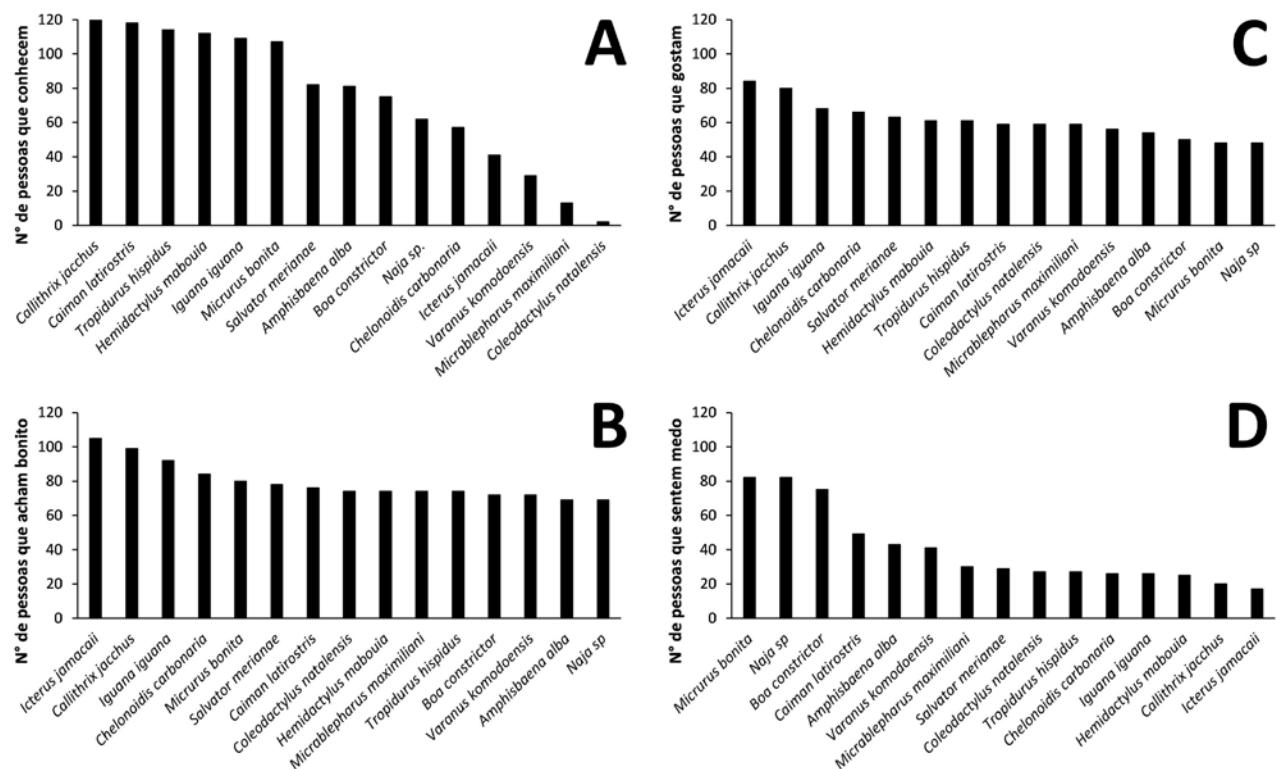 A
N° de pessoas que conhecem
120
100
80
60
40
20
0
Callithrix jacchus
Caiman latirostris
Tropidurus hispidus
Hemidactylus mabouia
Iguana iguana
Micrurus bonita
Salvator merianae
Amphisbaena alba
Boa constrictor
Naja sp.
Chelonoidis carbonaria
Icterus jamacaii
Varanus komodoensis
Micrablepharus maximiliani
Coleodactylus natalensis
C
N° de pessoas que gostam
120
100
80
60
40
20
0
Icterus jamacaii
Callithrix jacchus
Iguana iguana
Chelonoidis carbonaria
Salvator merianae
Hemidactylus mabouia
Tropidurus hispidus
Caiman latirostris
Coleodactylus natalensis
Micrablepharus maximiliani
Varanus komodoensis
Amphisbaena alba
Boa constrictor
Micrurus bonita
Naja sp
B
N° de pessoas que acham bonito
120
100
80
60
40
20
0
Icterus jamacaii
Callithrix jacchus
Iguana iguana
Chelonoidis carbonaria
Micrurus bonita
Salvator merianae
Caiman latirostris
Coleodactylus natalensis
Hemidactylus mabouia
Micrablepharus maximiliani
Tropidurus hispidus
Boa constrictor
Varanus komodoensis
Amphisbaena alba
Naja sp
D
N° de pessoas que sentem medo
120
100
80
60
40
20
0
Micrurus bonita
Naja sp
Boa constrictor
Caiman latirostris
Amphisbaena alba
Varanus komodoensis
Micrablepharus maximiliani
Salvator merianae
Coleodactylus natalensis
Tropidurus hispidus
Chelonoidis carbonaria
Iguana iguana
Hemidactylus mabouia
Callithrix jacchus
Icterus jamacaii